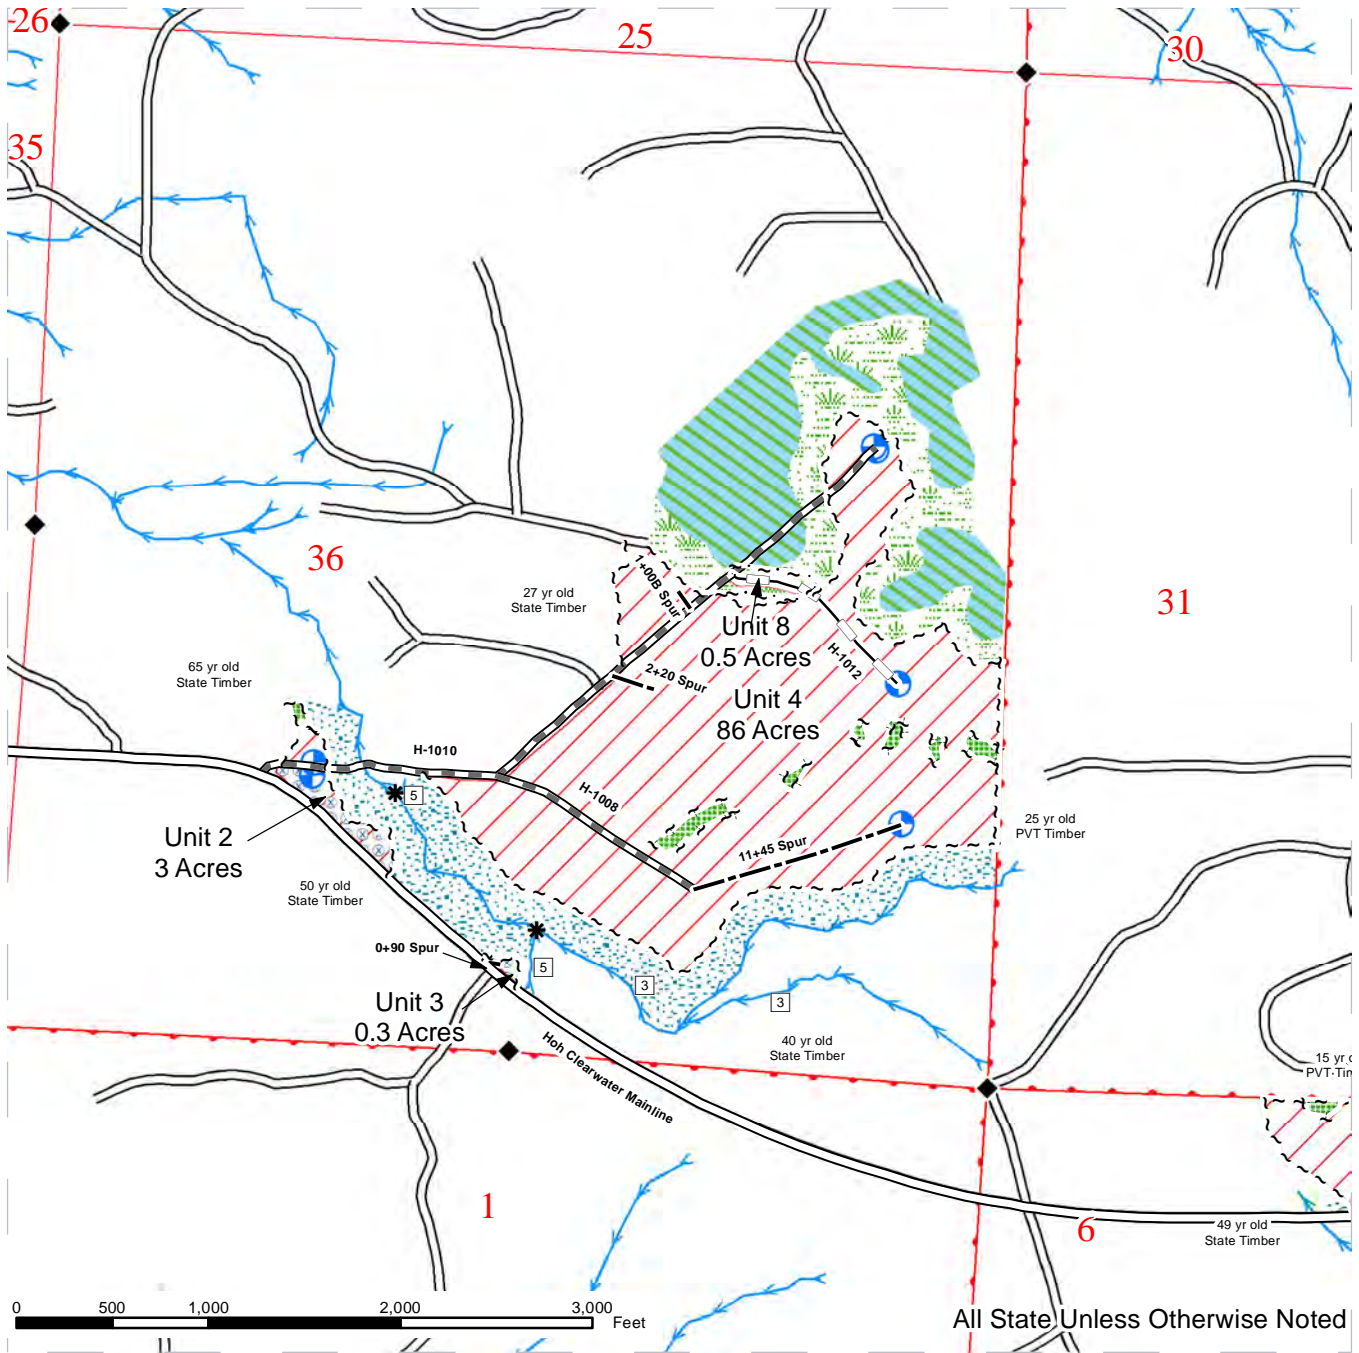 26
25
30
35
36
31
27 yr old
State Timber
1+00B Spur
Unit 8
0.5 Acres
H-1012
65 yr old
State Timber
2+20 Spur
Unit 4
86 Acres
H-1010
H-1008
5
25 yr old
PVT Timber
Unit 2
3 Acres
11+45 Spur
50 yr old
State Timber
0+90 Spur
5
3
3
Unit 3
0.3 Acres
Hoh Clearwater Mainline
40 yr old
State Timber
15 yr
PVT Tim
1
6
49 yr old
State Timber
0 500 1,000 2,000 3,000
Feet
All State Unless Otherwise Noted